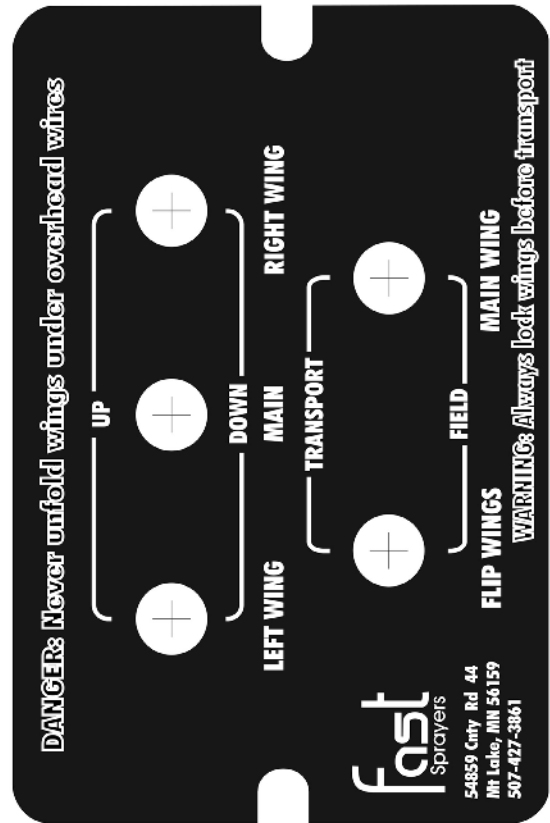 DANGER: Never unfold wings under overhead wires
UP
DOWN
LEFT WING MAIN RIGHT WING
TRANSPORT
FIELD
FLIP WINGS MAIN WING
WARNING: Always lock wings before transport
fast
Sprayers
54859 Cnty Rd 44
Mt Lake, MN 56159
507-427-3861